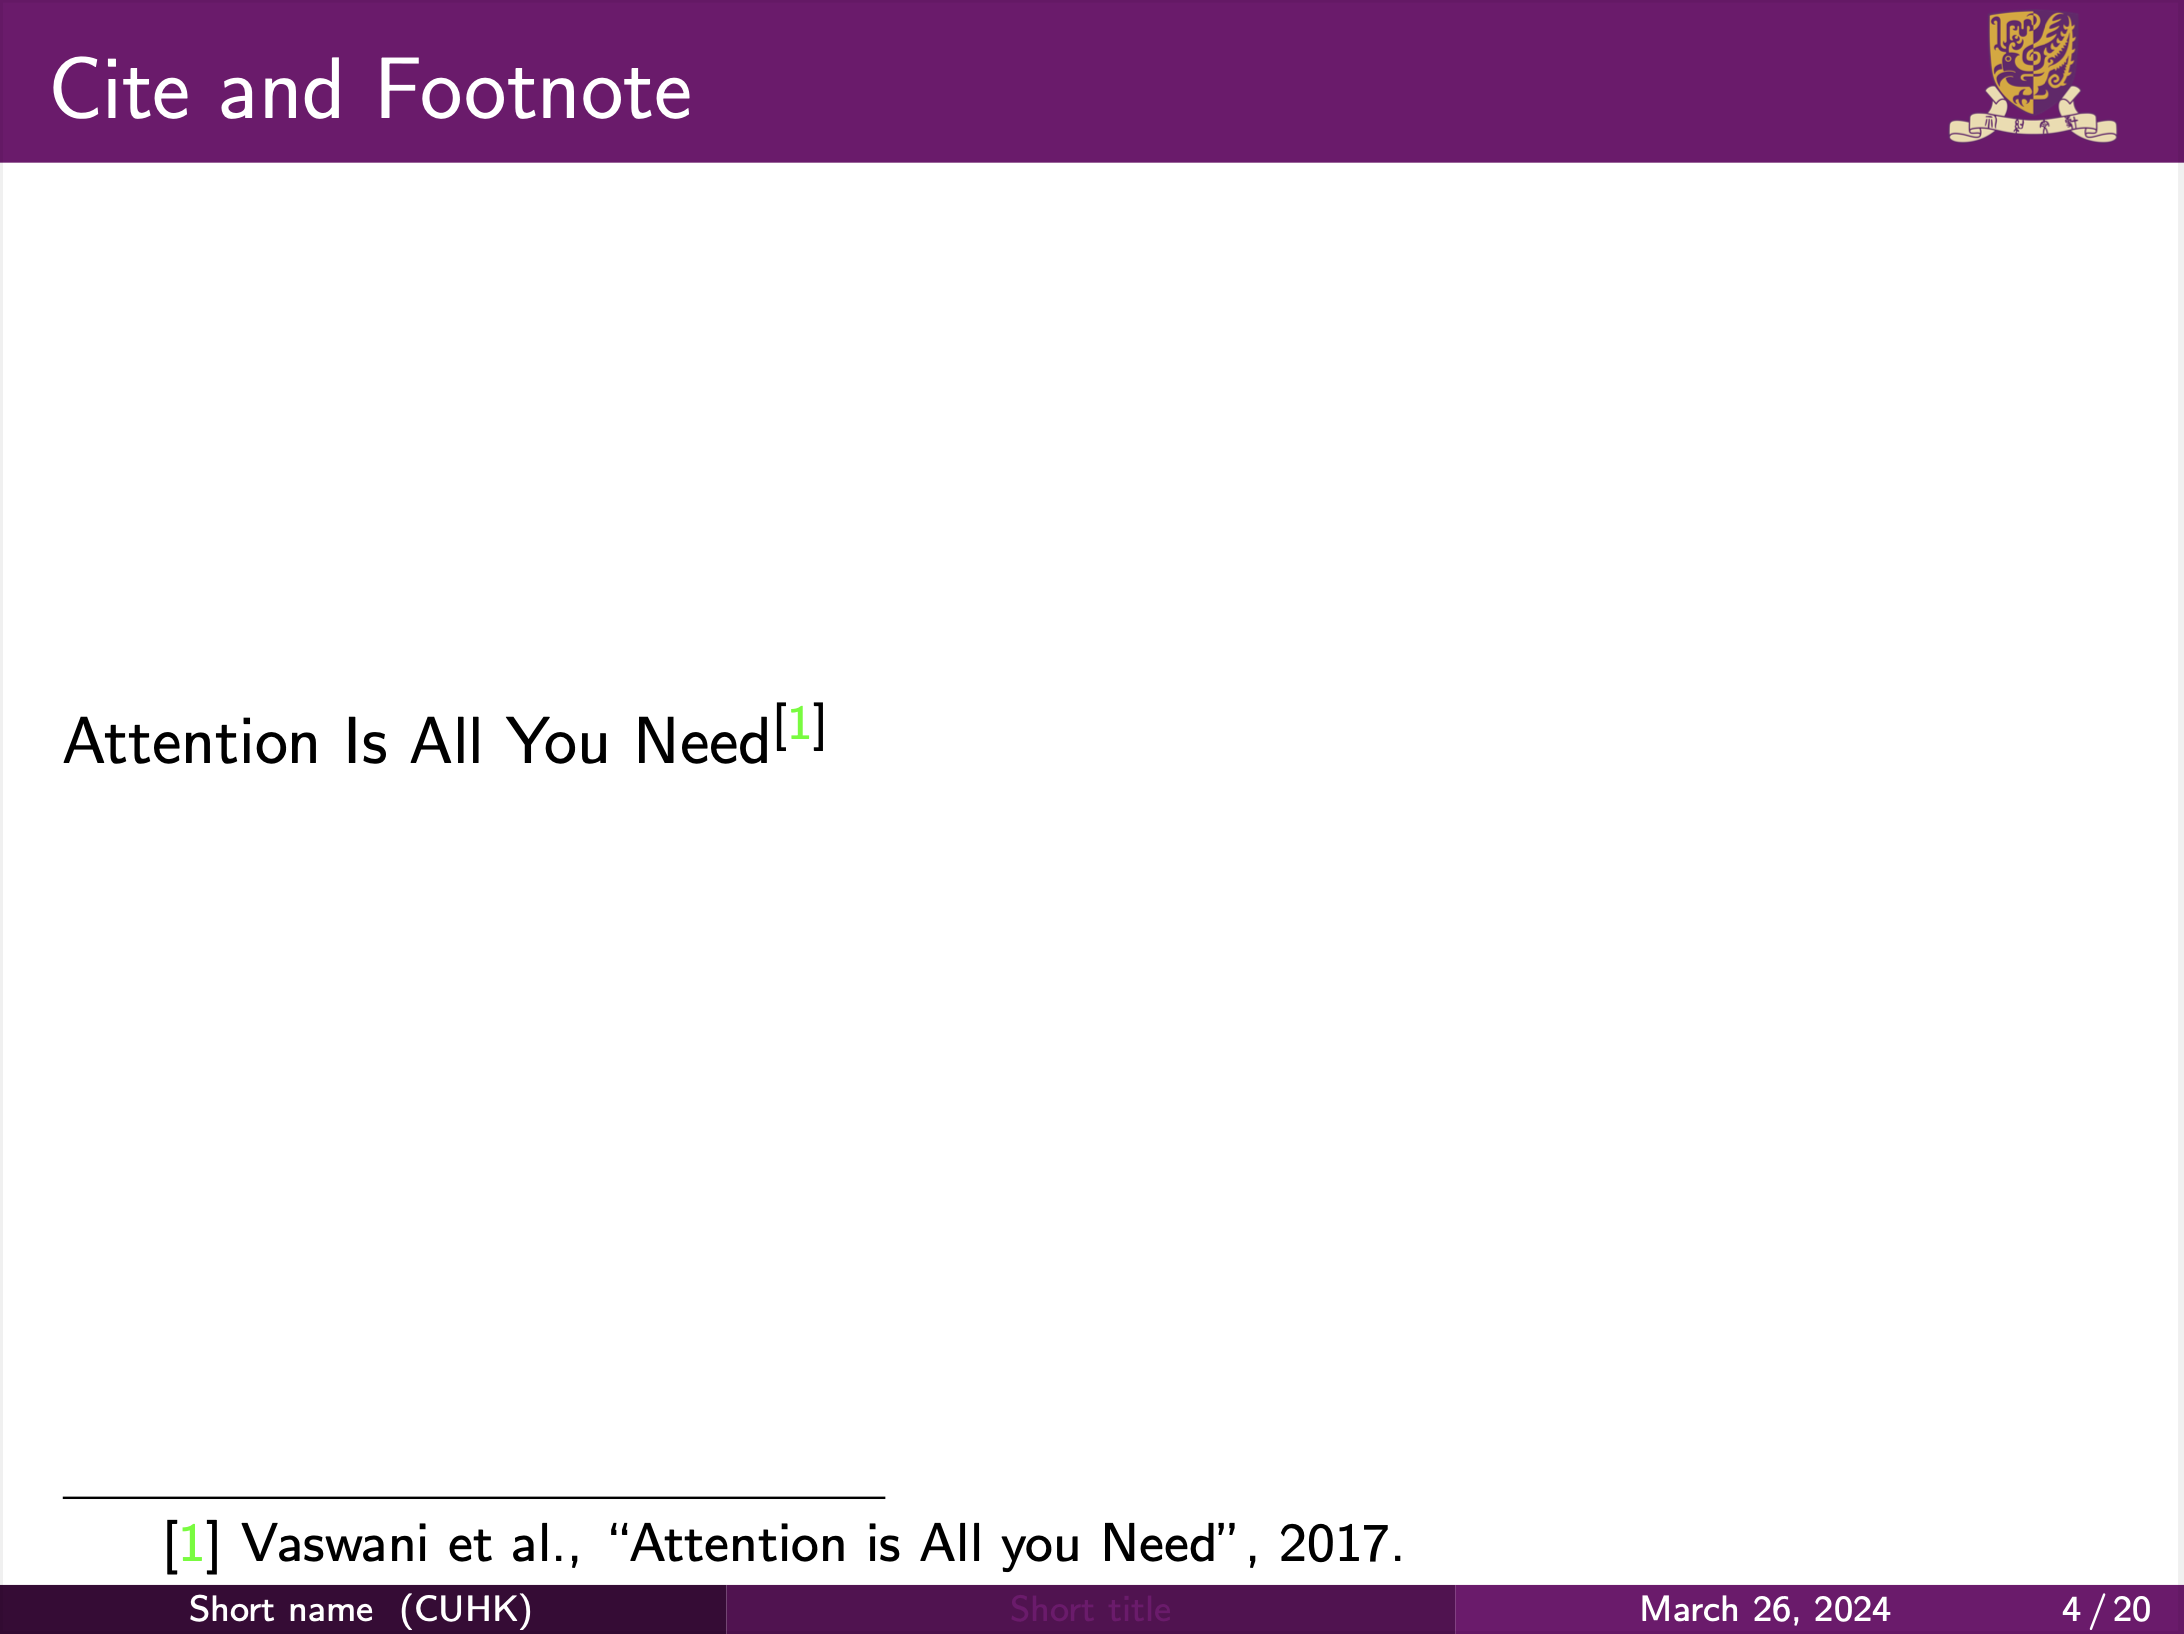 Cite and Footnote
Attention Is All You Need[1]
[1] Vaswani et al., “Attention is All you Need”, 2017.
Short name (CUHK) Short title March 26, 2024 4 / 20